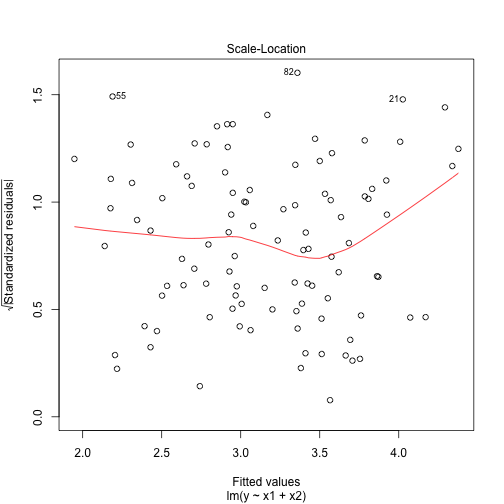 Scale-Location
√|Standardized residuals|
1.5
1.0
0.5
0.0
82
55
21
2.0 2.5 3.0 3.5 4.0
Fitted values
lm(y ~ x1 + x2)